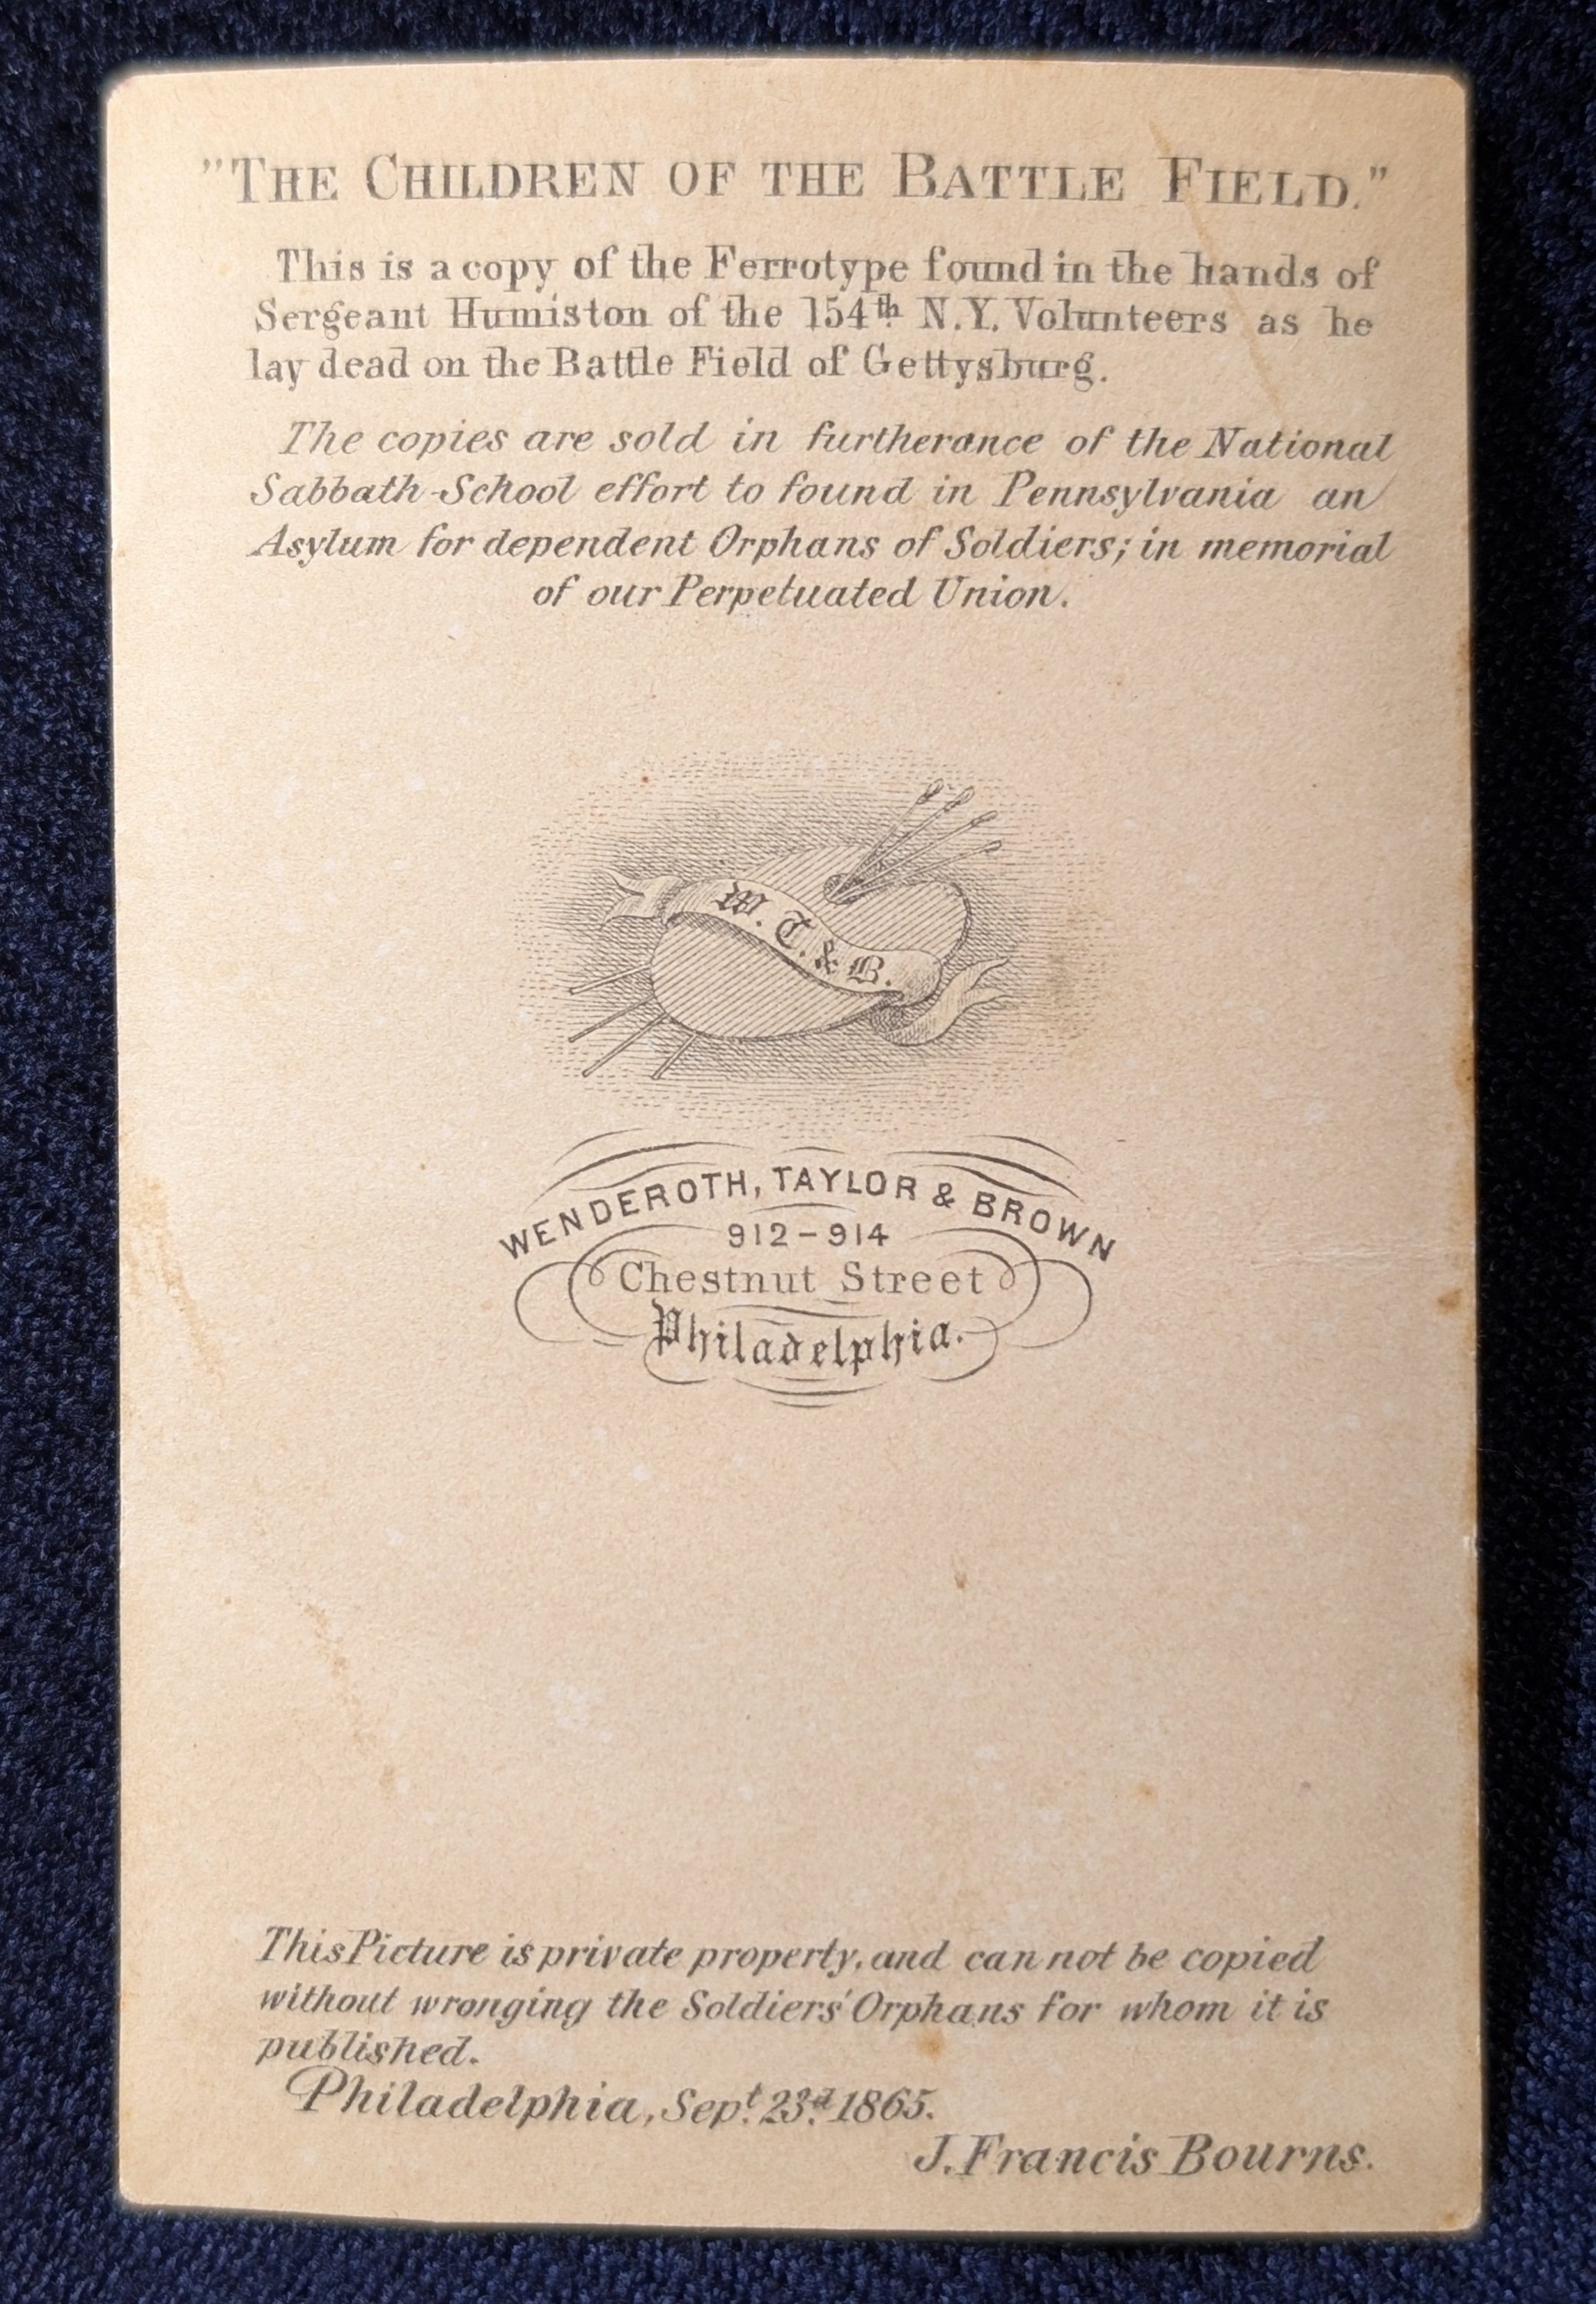 "THE CHILDREN OF THE BATTLE FIELD."
This is a copy of the Ferrotype found in the hands of
Sergeant Humiston of the 154th N.Y. Volunteers as he
lay dead on the Battle Field of Gettysburg.
The copies are sold in furtherance of the National
Sabbath-School effort to found in Pennsylvania an
Asylum for dependent Orphans of Soldiers; in memorial
of our Perpetuated Union.
W. T. & B.
WENDEROTH, TAYLOR & BROWN
912-914
Chestnut Street
Philadelphia.
This Picture is private property, and can not be copied
without wronging the Soldiers' Orphans for whom it is
published.
Philadelphia, Sept. 23d. 1865.
J. Francis Bourns.